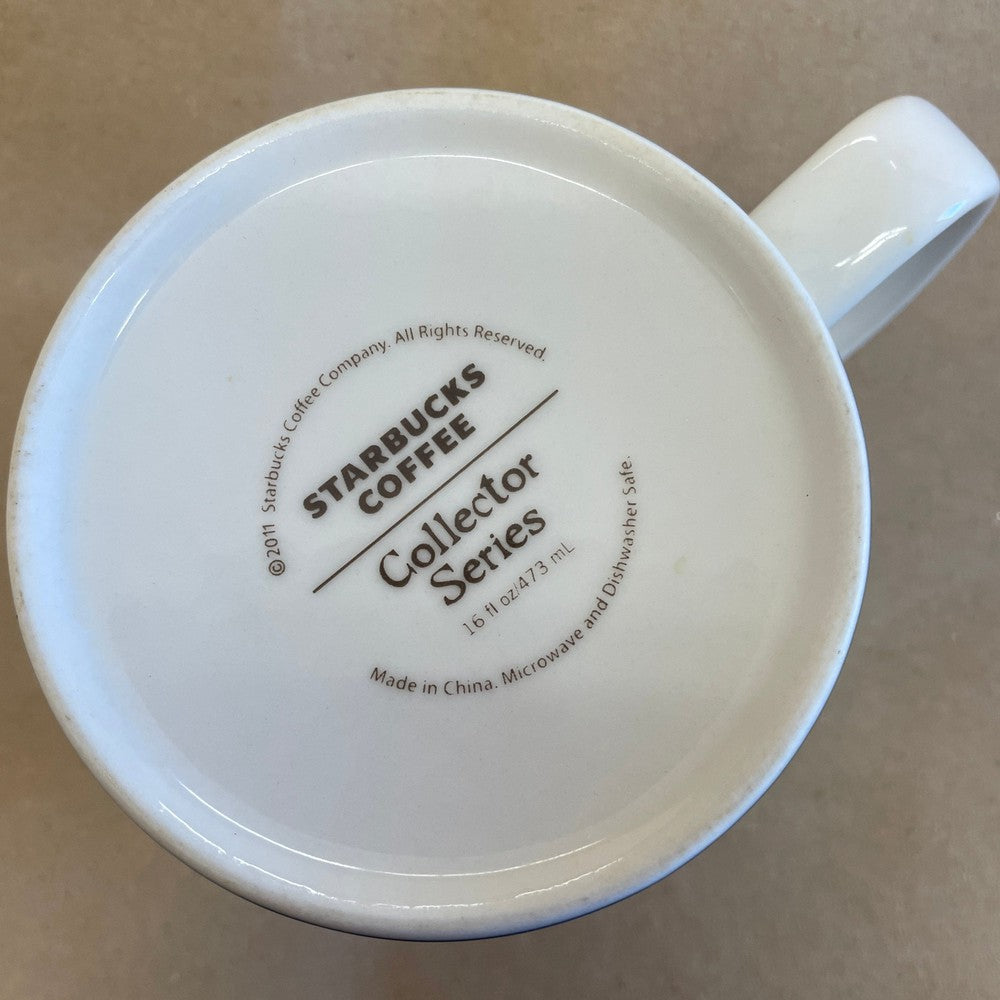 ©2011 Starbucks Coffee Company. All Rights Reserved.
STARBUCKS
COFFEE
Collector
Series
16 fl oz/473 mL
Made in China. Microwave and Dishwasher Safe.